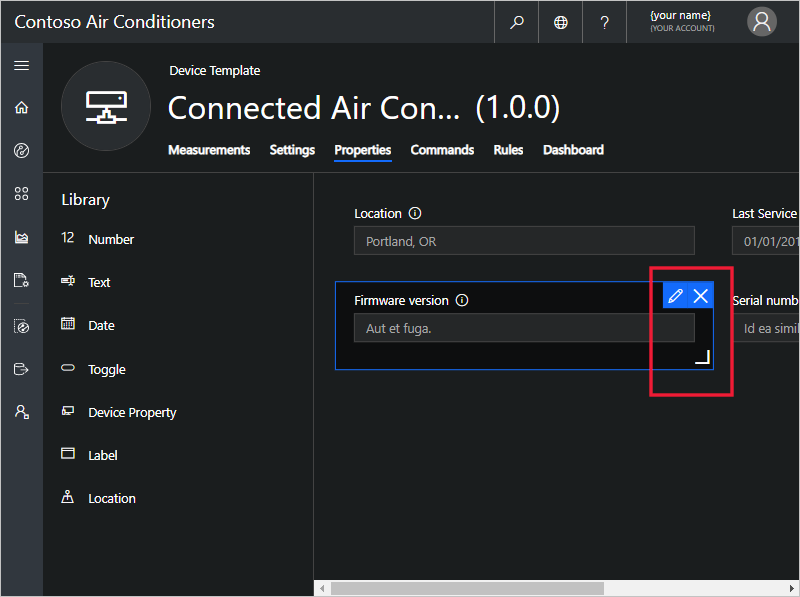 Contoso Air Conditioners
?
{your name}
(YOUR ACCOUNT)
Device Template
Connected Air Con... (1.0.0)
Measurements Settings Properties Commands Rules Dashboard
Library
12 Number
Text
Date
Toggle
Device Property
Label
Location
Location
Last Service
Portland, OR
01/01/201
Firmware version
Serial numb
Aut et fuga.
Id ea simil